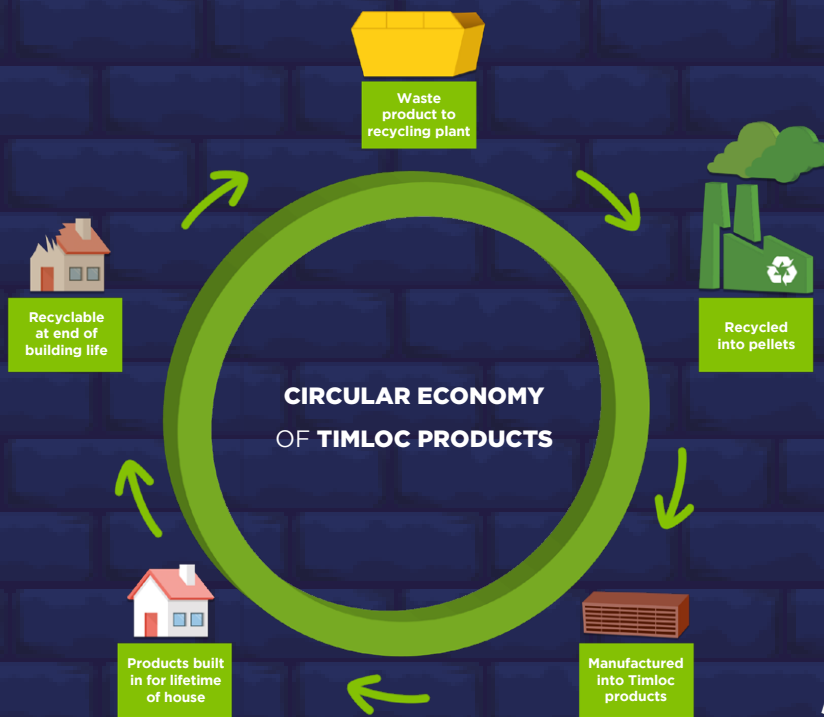 Waste
product to
recycling plant
Recycled
into pellets
Manufactured
into Timloc
products
Products built
in for lifetime
of house
Recyclable
at end of
building life
CIRCULAR ECONOMY
OF TIMLOC PRODUCTS